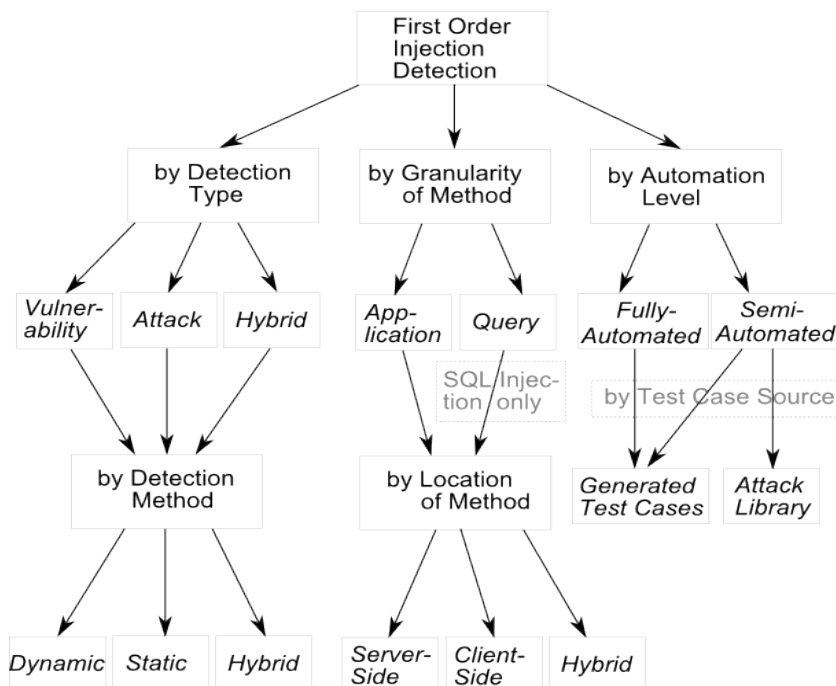 First Order
Injection
Detection
by Detection
Type
by Granularity
of Method
by Automation
Level
Vulner-
ability
Attack
Hybrid
App-
lication
Query
Fully-
Automated
Semi-
Automated
SQL Injec-
tion only
by Test Case Source
by Detection
Method
by Location
of Method
Generated
Test Cases
Attack
Library
Dynamic
Static
Hybrid
Server-
Side
Client-
Side
Hybrid